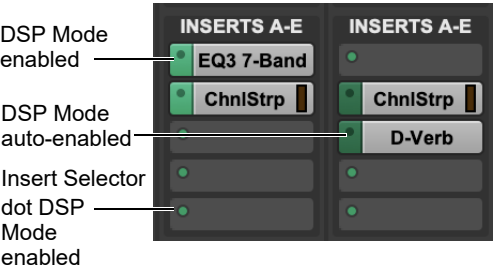 INSERTS A-E
INSERTS A-E
DSP Mode
enabled
EQ3 7-Band
ChnlStrp
ChnlStrp
DSP Mode
auto-enabled
D-Verb
Insert Selector
dot DSP
Mode
enabled